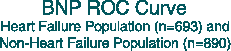 BNP ROC Curve
Heart Failure Population (n=693) and
Non-Heart Failure Population (n=890)